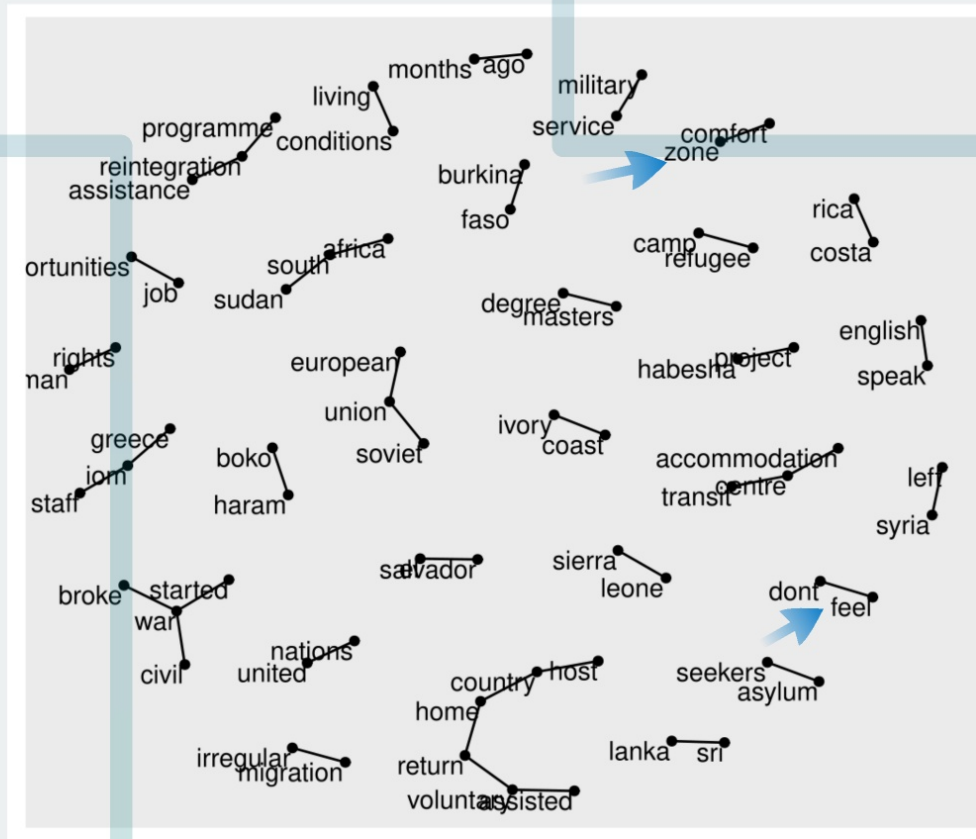 months ago
living
military
programme
conditions
service
comfort
reintegration
zone
assistance
burkina
rica
faso
africa
camp
costa
ortunities
south
refugee
job
sudan
degree
masters
english
rights
european
project
habesha
man
speak
union
ivory
greece
coast
boko
soviet
accommodation
iom
left
centre
transit
staff
haram
syria
sierra
salvador
el
leone
broke
started
dont
war
feel
nations
civil
united
host
seekers
country
asylum
home
irregular
lanka
sri
migration
return
voluntary
assisted